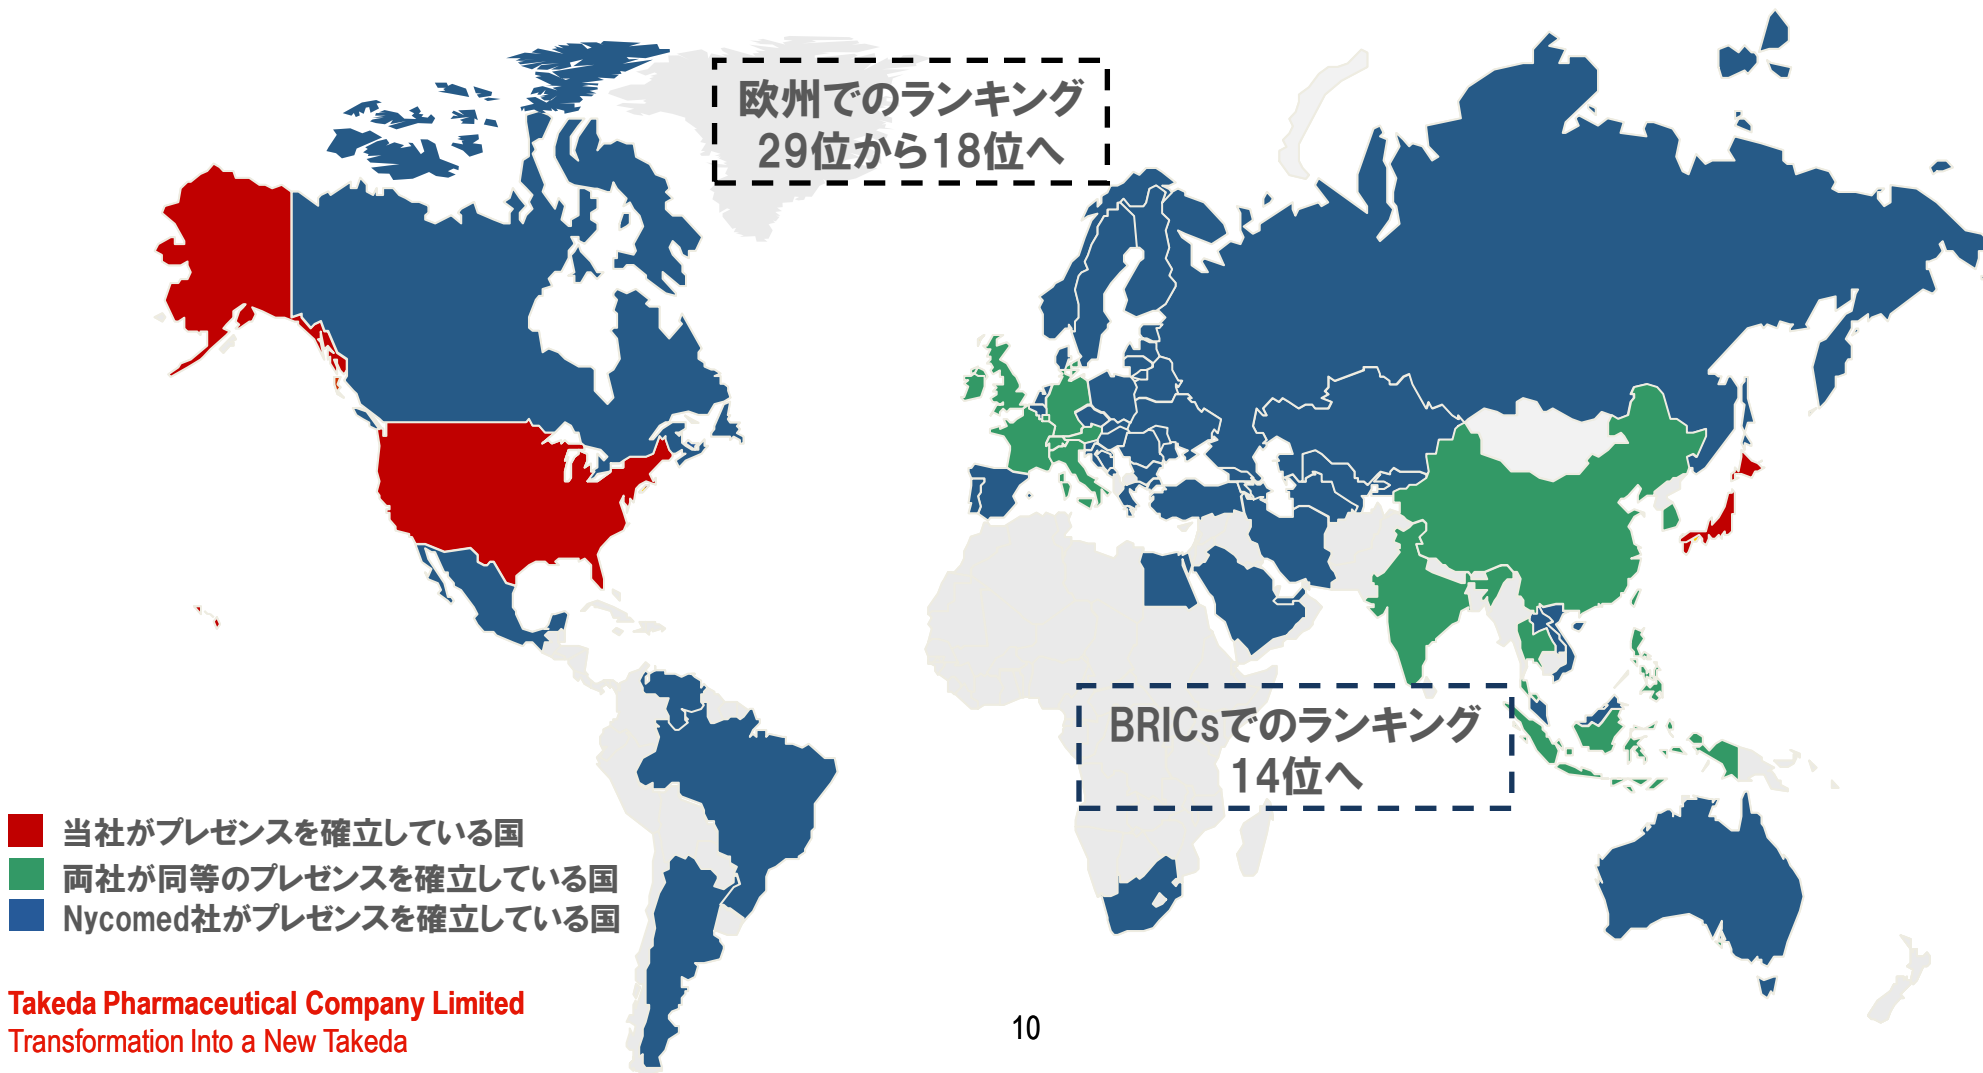 欧州でのランキング
29位から18位へ
BRICsでのランキング
14位へ
当社がプレゼンスを確立している国
両社が同等のプレゼンスを確立している国
Nycomed社がプレゼンスを確立している国
Takeda Pharmaceutical Company Limited
Transformation Into a New Takeda
10